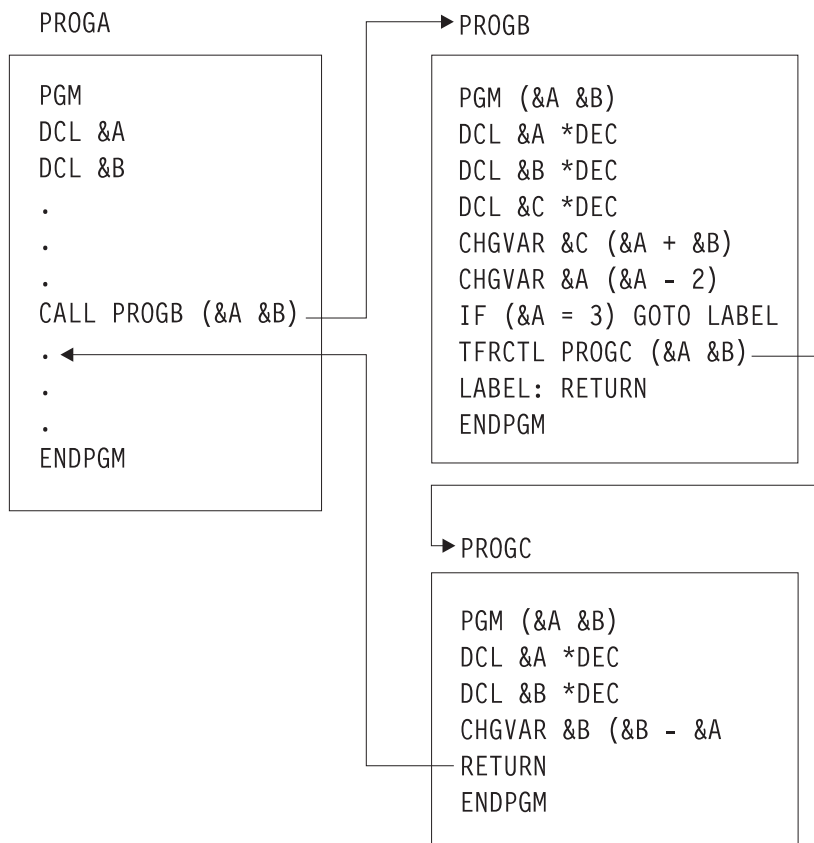 PROGA
PGM
DCL &A
DCL &B
.
.
.
CALL PROGB (&A &B)
.
.
.
ENDPGM
PROGB
PGM (&A &B)
DCL &A *DEC
DCL &B *DEC
DCL &C *DEC
CHGVAR &C (&A + &B)
CHGVAR &A (&A - 2)
IF (&A = 3) GOTO LABEL
TFRCTL PROGC (&A &B)
LABEL: RETURN
ENDPGM
PROGC
PGM (&A &B)
DCL &A *DEC
DCL &B *DEC
CHGVAR &B (&B - &A
RETURN
ENDPGM